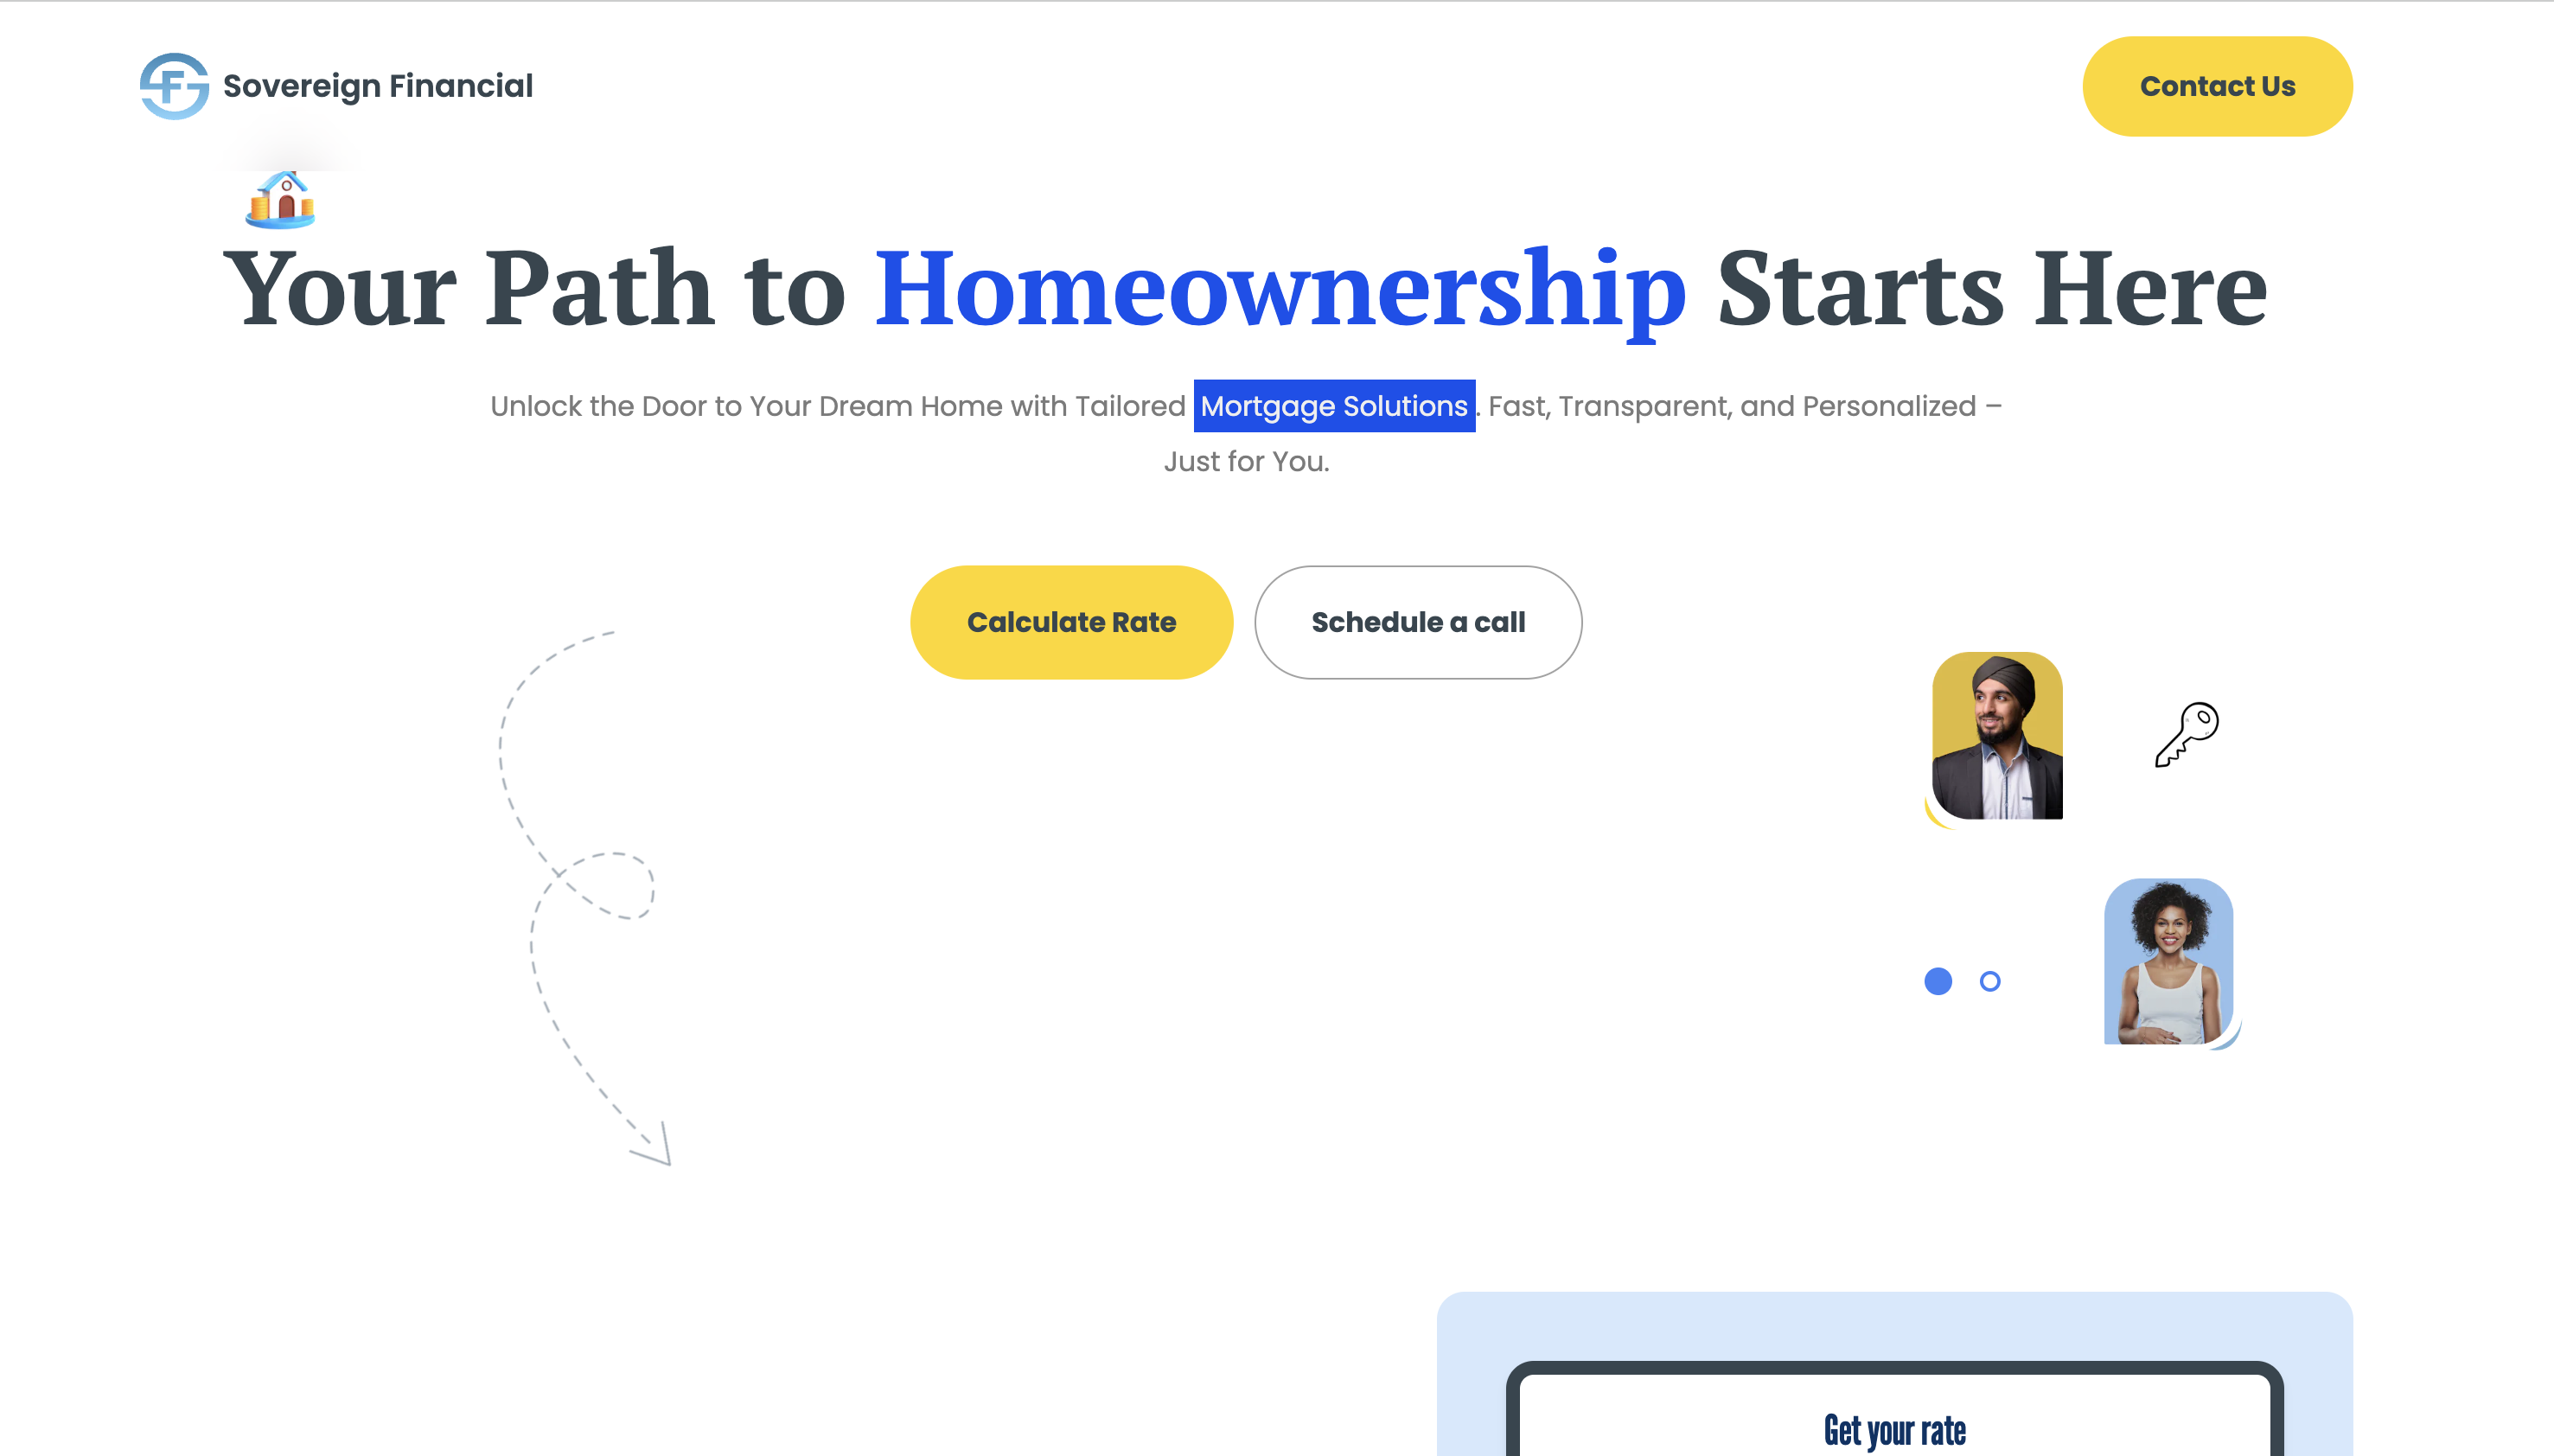 Sovereign Financial
Contact Us
Your Path to Homeownership Starts Here
Unlock the Door to Your Dream Home with Tailored Mortgage Solutions. Fast, Transparent, and Personalized –
Just for You.
Calculate Rate
Schedule a call
Get your rate